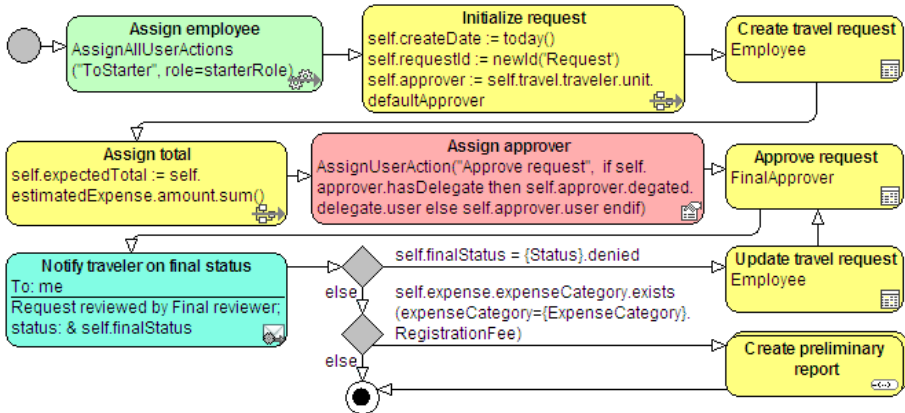 Assign employee
AssignAllUserActions
("ToStarter", role=starterRole)
Initialize request
self.createDate := today()
self.requestId := newId('Request')
self.approver := self.travel.traveler.unit.
defaultApprover
Create travel request
Employee
Assign total
self.expectedTotal := self.
estimatedExpense.amount.sum()
Assign approver
AssignUserAction("Approve request", if self.
approver.hasDelegate then self.approver.degated.
delegate.user else self.approver.user endif)
Approve request
FinalApprover
Notify traveler on final status
To: me
Request reviewed by Final reviewer;
status: & self.finalStatus
self.finalStatus = {Status}.denied
else
self.expense.expenseCategory.exists
(expenseCategory={ExpenseCategory}.
RegistrationFee)
else
Update travel request
Employee
Create preliminary
report